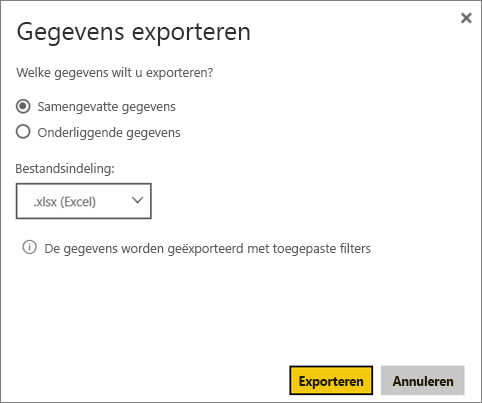 Gegevens exporteren
Welke gegevens wilt u exporteren?
Samengevatte gegevens
Onderliggende gegevens
Bestandsindeling:
.xlsx (Excel)
De gegevens worden geëxporteerd met toegepaste filters
Exporteren Annuleren